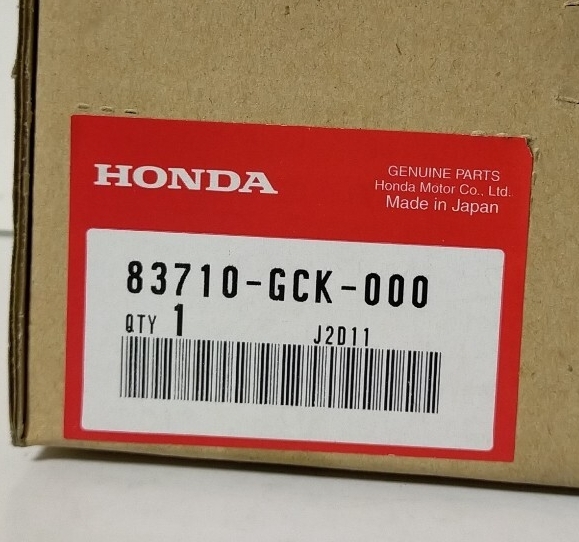 HONDA
GENUINE PARTS
Honda Motor Co., Ltd.
Made in Japan
83710-GCK-000
QTY 1 J2D11